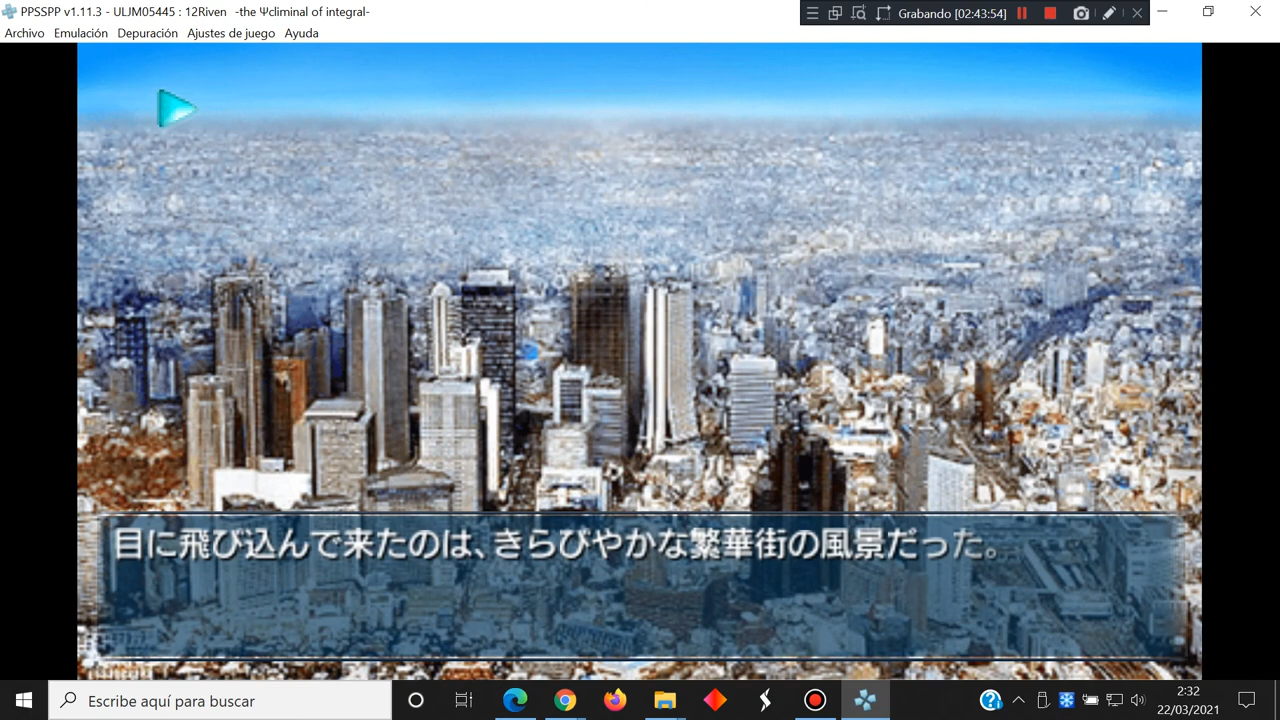 PPSSPP v1.11.3 - ULJM05445 : 12Riven -the Ψcliminal of integral-
Grabando [02:43:54]
Archivo Emulación Depuración Ajustes de juego Ayuda
目に飛び込んで来たのは、きらびやかな繁華街の風景だった。
Escribe aquí para buscar
2:32
22/03/2021